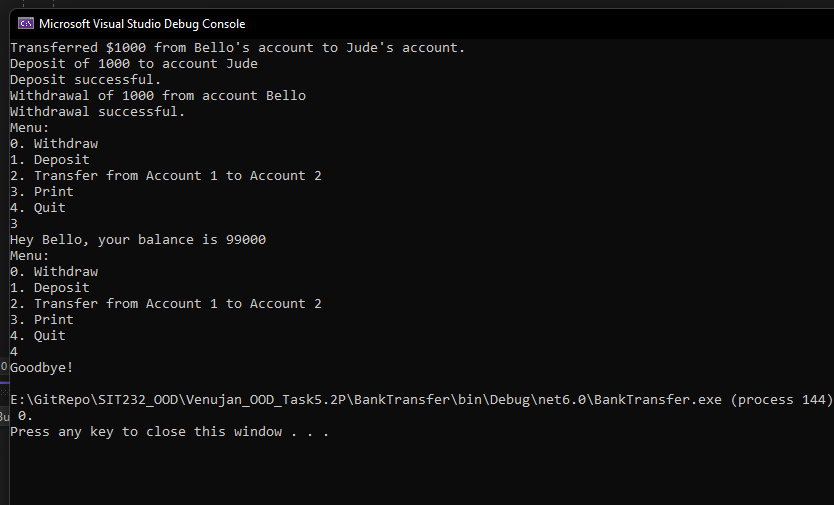 Microsoft Visual Studio Debug Console
Transferred $1000 from Bello's account to Jude's account.
Deposit of 1000 to account Jude
Deposit successful.
Withdrawal of 1000 from account Bello
Withdrawal successful.
Menu:
0. Withdraw
1. Deposit
2. Transfer from Account 1 to Account 2
3. Print
4. Quit
3
Hey Bello, your balance is 99000
Menu:
0. Withdraw
1. Deposit
2. Transfer from Account 1 to Account 2
3. Print
4. Quit
4
Goodbye!
E:\GitRepo\SIT232_OOD\Venujan_OOD_Task5.2P\BankTransfer\bin\Debug\net6.0\BankTransfer.exe (process 144)
0.
Press any key to close this window . . .